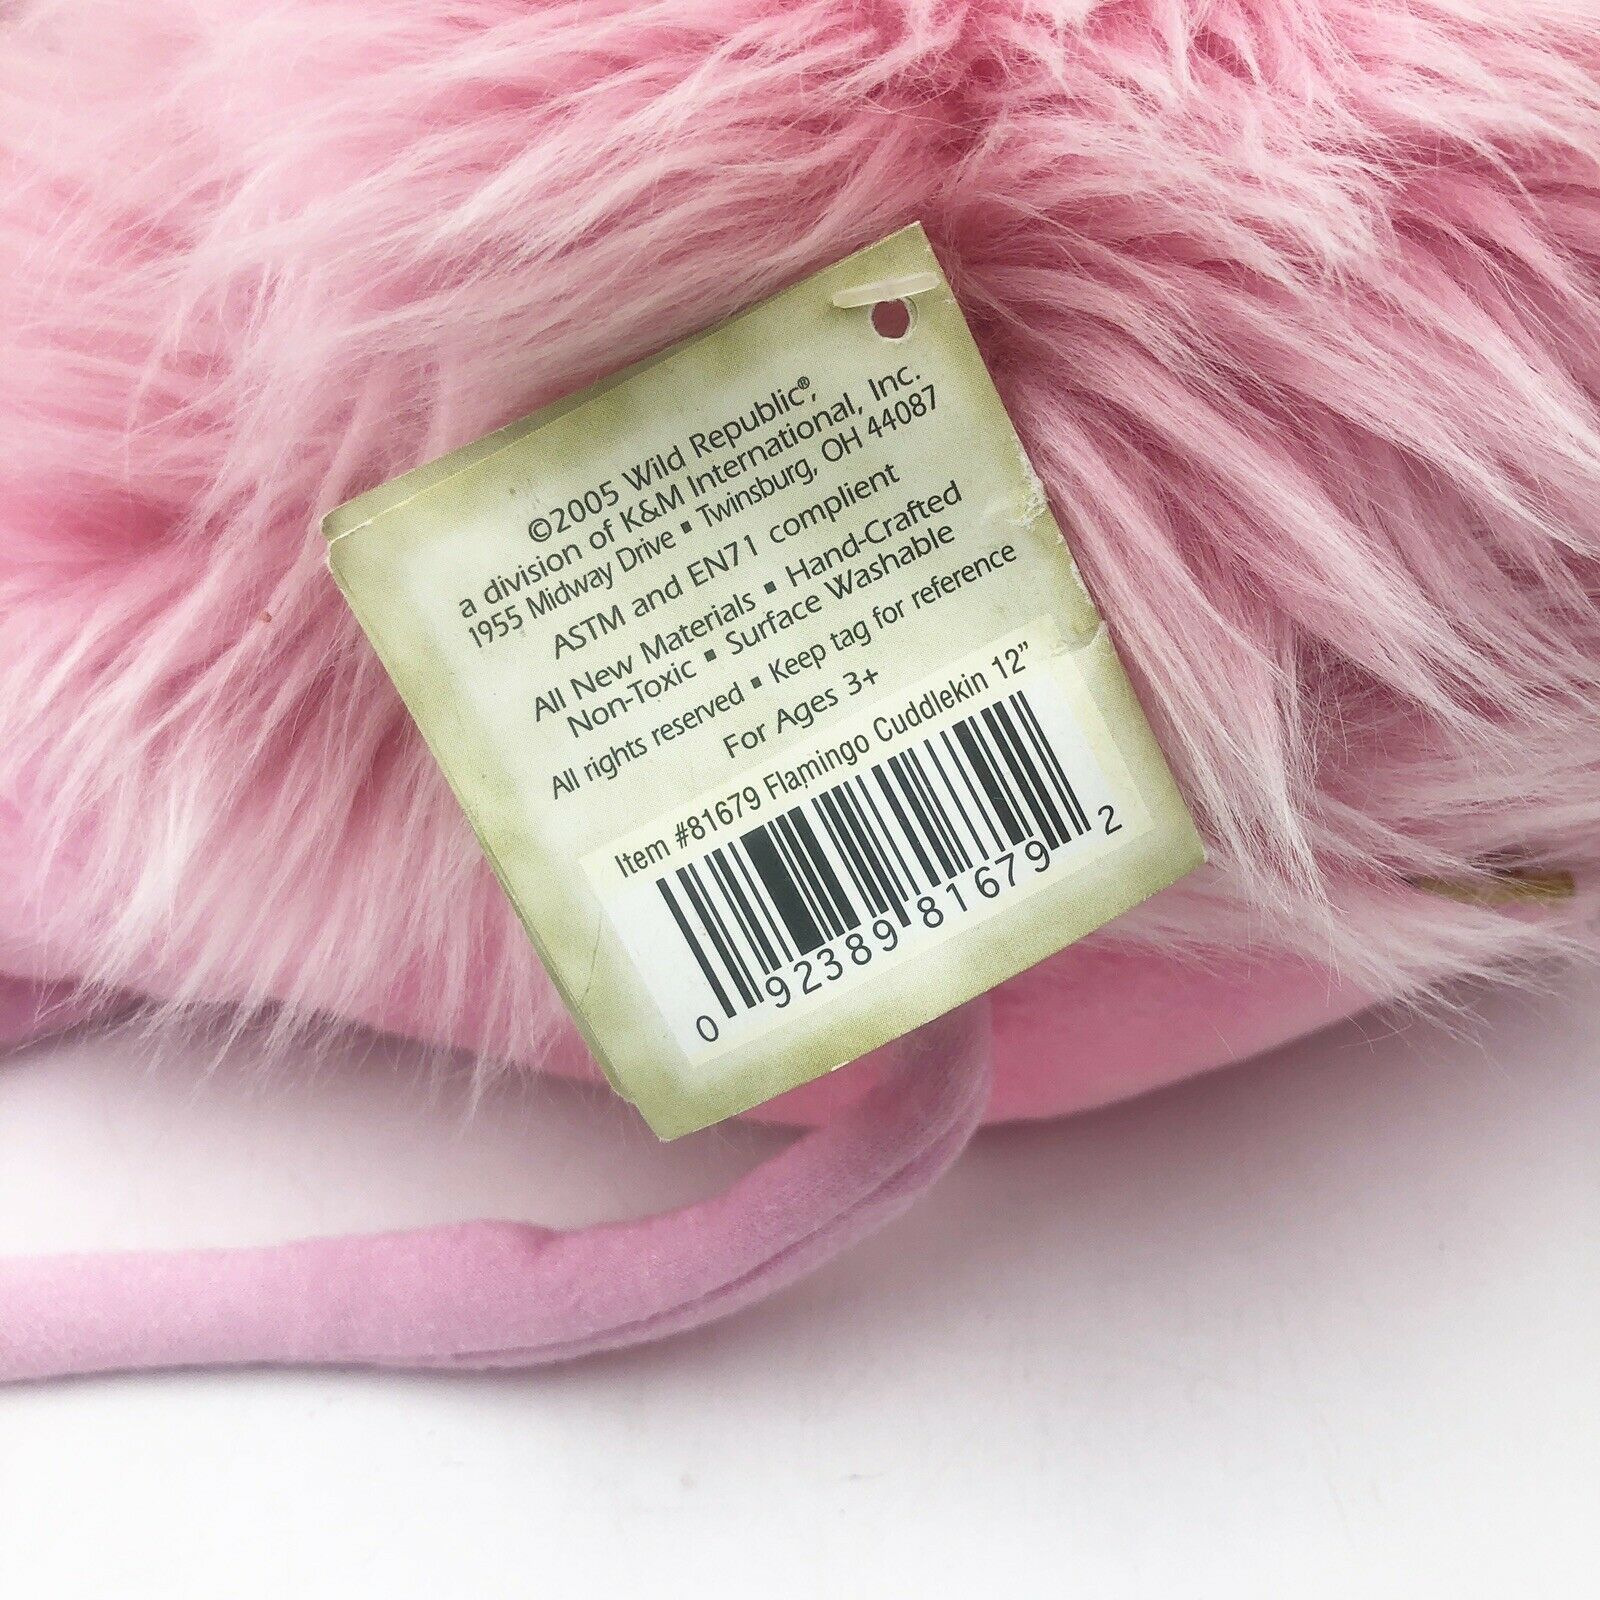 ©2005 Wild Republic®,
a division of K&M International, Inc.
1955 Midway Drive ▪ Twinsburg, OH 44087
ASTM and EN71 complient
All New Materials ▪ Hand-Crafted
Non-Toxic ▪ Surface Washable
All rights reserved ▪ Keep tag for reference
For Ages 3+
Item #81679 Flamingo Cuddlekin 12”
0 92389 81679 2